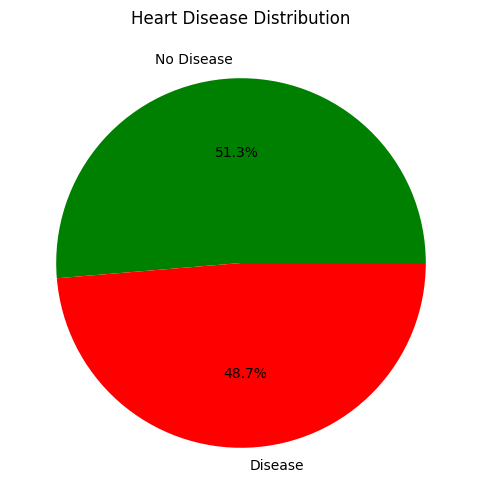 Heart Disease Distribution
No Disease
51.3%
48.7%
Disease